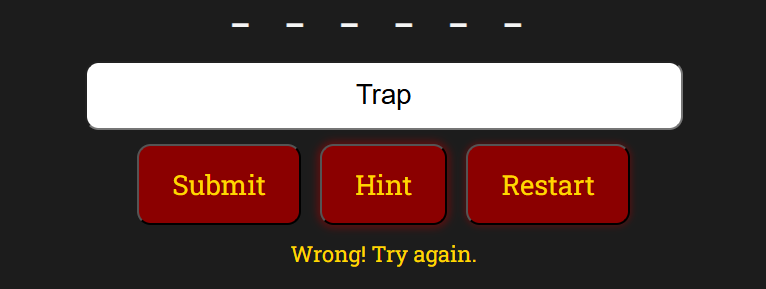 _ _ _ _ _ _
Trap
Submit Hint Restart
Wrong! Try again.